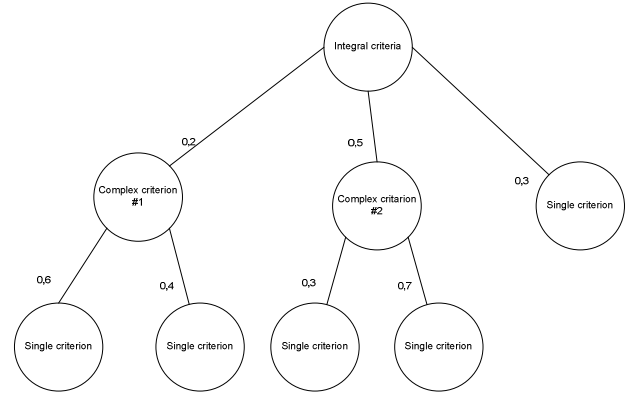 Integral criteria
0,2
0,5
0,3
Complex criterion
#1
Complex critarion
#2
Single criterion
0,6
0,4
0,3
0,7
Single criterion
Single criterion
Single criterion
Single criterion